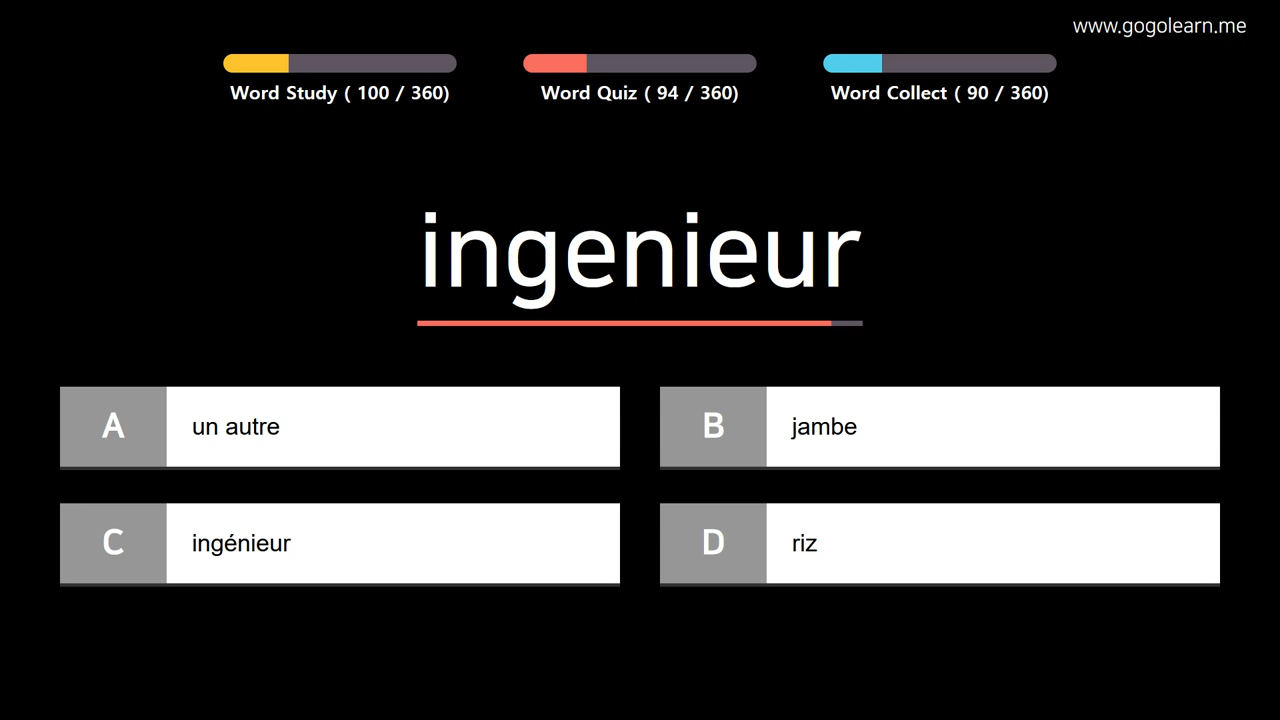 www.gogolearn.me
Word Study ( 100 / 360)
Word Quiz ( 94 / 360)
Word Collect ( 90 / 360)
ingenieur
A
un autre
B
jambe
C
ingénieur
D
riz